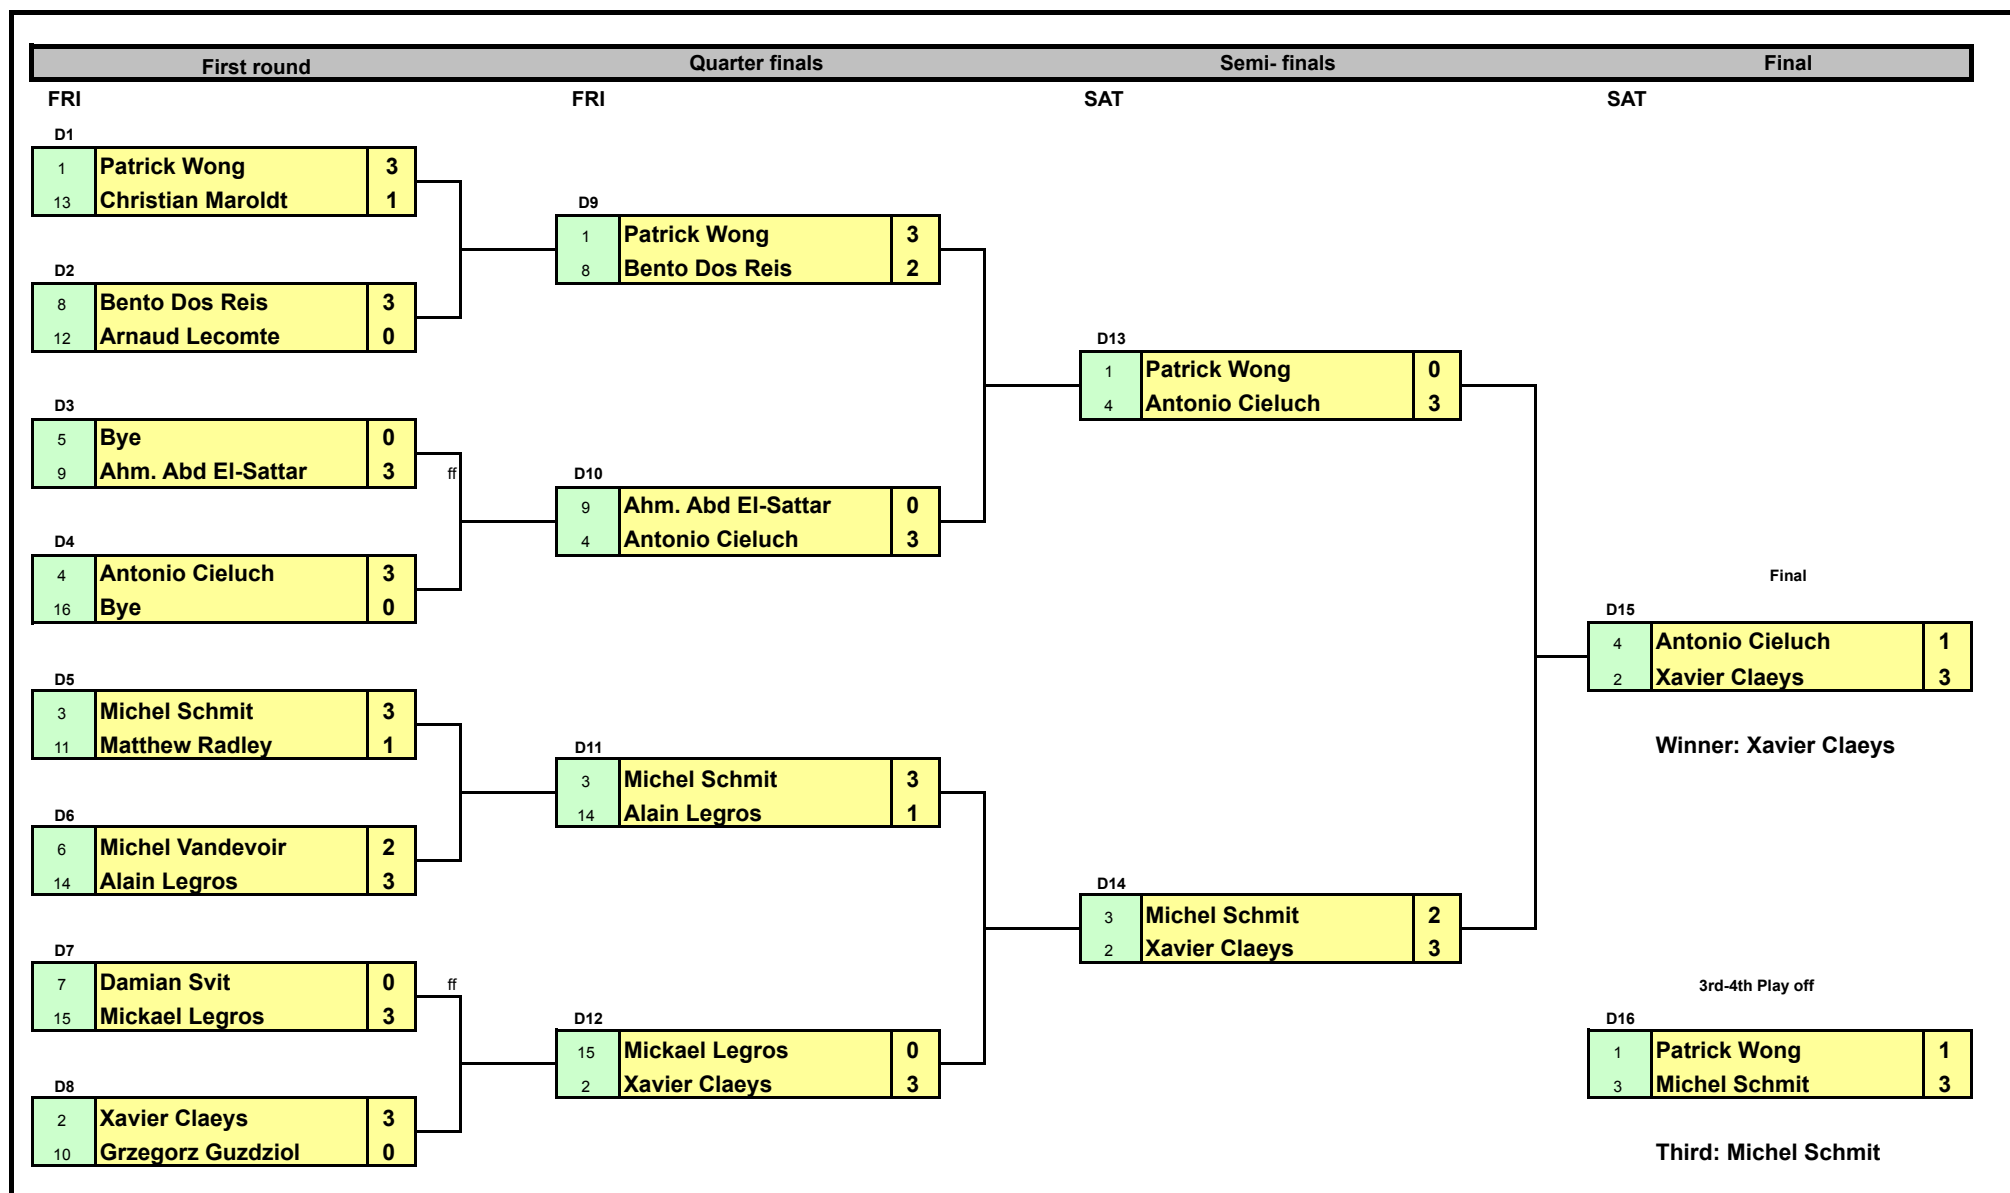 First round Quarter finals Semi- finals Final
FRI FRI SAT SAT
D1
1 Patrick Wong 3
13 Christian Maroldt 1
D2
8 Bento Dos Reis 3
12 Arnaud Lecomte 0
D3
5 Bye 0
9 Ahm. Abd El-Sattar 3 ff
D4
4 Antonio Cieluch 3
16 Bye 0
D5
3 Michel Schmit 3
11 Matthew Radley 1
D6
6 Michel Vandevoir 2
14 Alain Legros 3
D7
7 Damian Svit 0 ff
15 Mickael Legros 3
D8
2 Xavier Claeys 3
10 Grzegorz Guzdziol 0
D9
1 Patrick Wong 3
8 Bento Dos Reis 2
D10
9 Ahm. Abd El-Sattar 0
4 Antonio Cieluch 3
D11
3 Michel Schmit 3
14 Alain Legros 1
D12
15 Mickael Legros 0
2 Xavier Claeys 3
D13
1 Patrick Wong 0
4 Antonio Cieluch 3
D14
3 Michel Schmit 2
2 Xavier Claeys 3
Final
D15
4 Antonio Cieluch 1
2 Xavier Claeys 3
Winner: Xavier Claeys
3rd-4th Play off
D16
1 Patrick Wong 1
3 Michel Schmit 3
Third: Michel Schmit